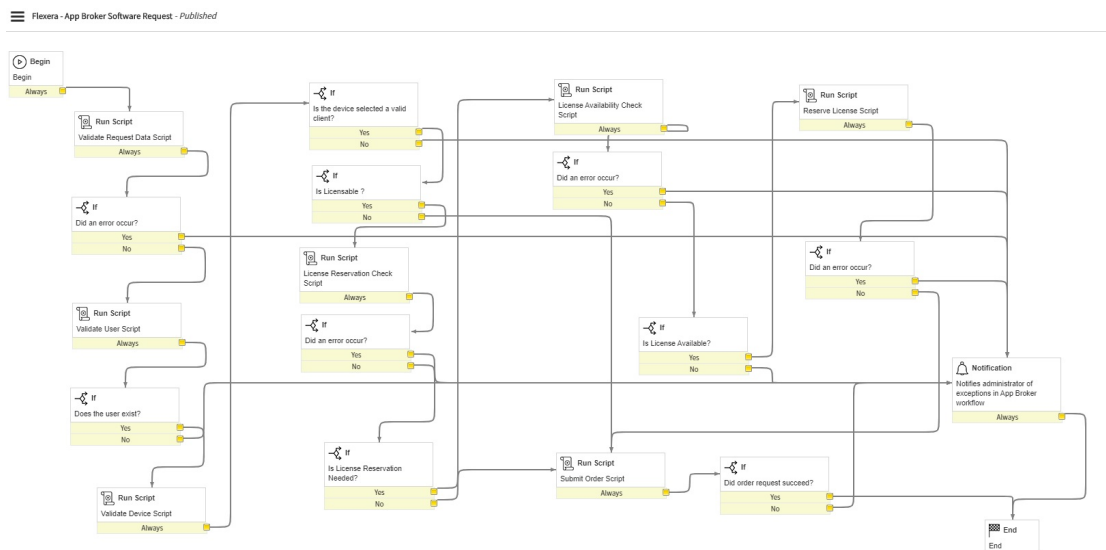 Flexera - App Broker Software Request - Published
Begin
Begin
Always
Run Script
Validate Request Data Script
Always
If
Did an error occur?
Yes
No
Run Script
Validate User Script
Always
If
Does the user exist?
Yes
No
Run Script
Validate Device Script
Always
If
Is the device selected a valid
client?
Yes
No
If
Is Licensable ?
Yes
No
Run Script
License Reservation Check
Script
Always
If
Did an error occur?
Yes
No
If
Is License Reservation
Needed?
Yes
No
Run Script
License Availability Check
Script
Always
If
Did an error occur?
Yes
No
If
Is License Available?
Yes
No
Run Script
Submit Order Script
Always
If
Did order request succeed?
Yes
No
Run Script
Reserve License Script
Always
If
Did an error occur?
Yes
No
Notification
Notifies administrator of
exceptions in App Broker
workflow
Always
End
End